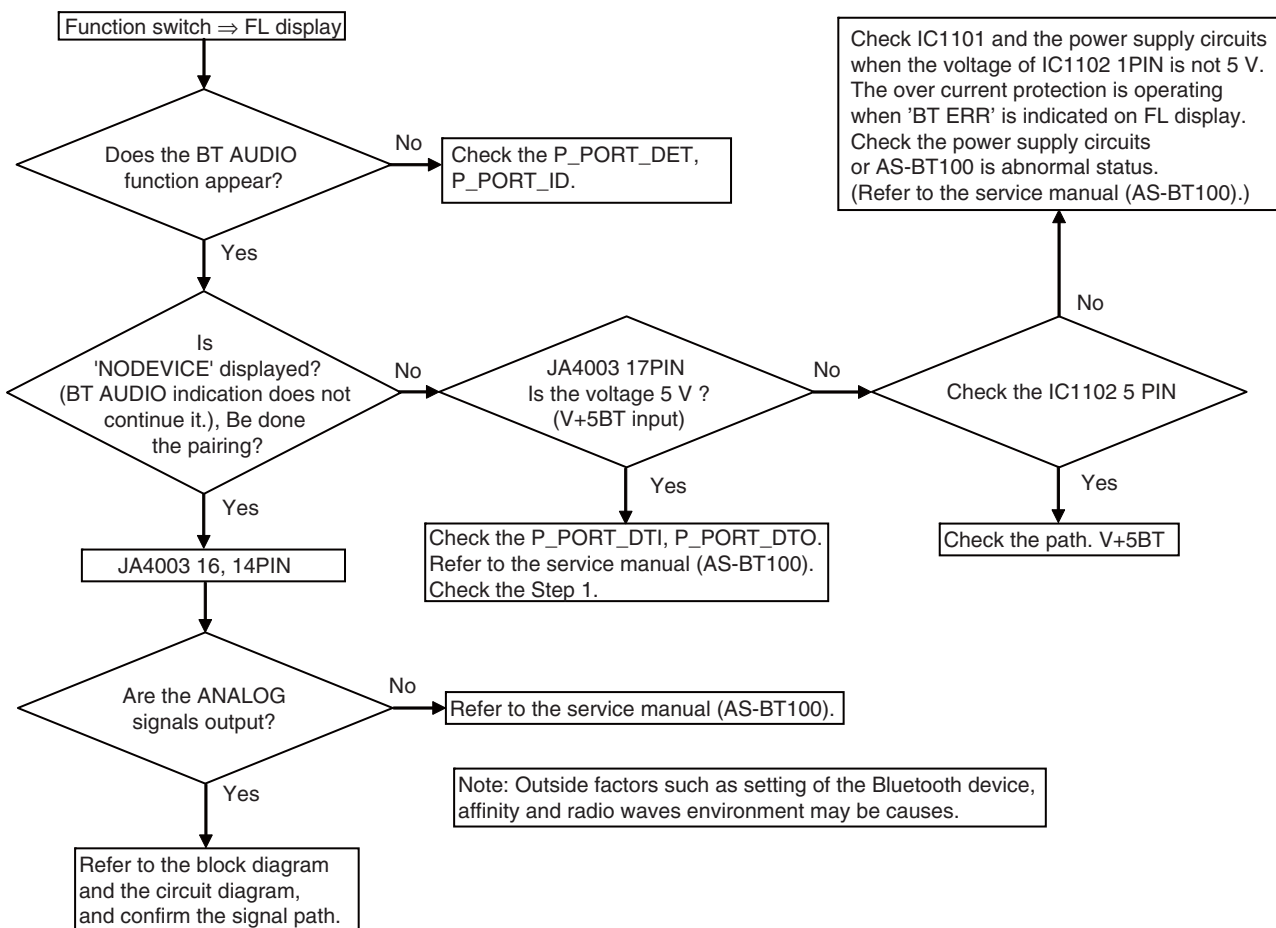 Function switch ⇒ FL display
Does the BT AUDIO
function appear?
No
Check the P_PORT_DET,
P_PORT_ID.
Yes
Is
'NODEVICE' displayed?
(BT AUDIO indication does not
continue it.), Be done
the pairing?
No
JA4003 17PIN
Is the voltage 5 V ?
(V+5BT input)
No
Check the IC1102 5 PIN
No
Check IC1101 and the power supply circuits
when the voltage of IC1102 1PIN is not 5 V.
The over current protection is operating
when 'BT ERR' is indicated on FL display.
Check the power supply circuits
or AS-BT100 is abnormal status.
(Refer to the service manual (AS-BT100).)
Yes
Check the path. V+5BT
Yes
Check the P_PORT_DTI, P_PORT_DTO.
Refer to the service manual (AS-BT100).
Check the Step 1.
Yes
JA4003 16, 14PIN
Are the ANALOG
signals output?
No
Refer to the service manual (AS-BT100).
Yes
Refer to the block diagram
and the circuit diagram,
and confirm the signal path.
Note: Outside factors such as setting of the Bluetooth device,
affinity and radio waves environment may be causes.